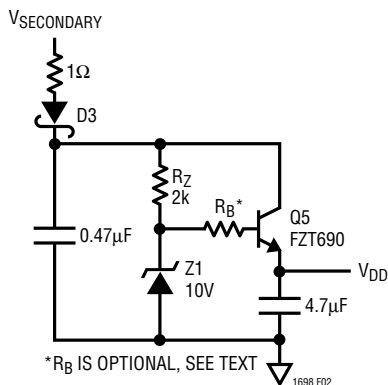 VSECONDARY
1Ω
D3
RZ
2k
RB*
Q5
FZT690
0.47µF
Z1
10V
VDD
4.7µF
*RB IS OPTIONAL, SEE TEXT
1698 F02